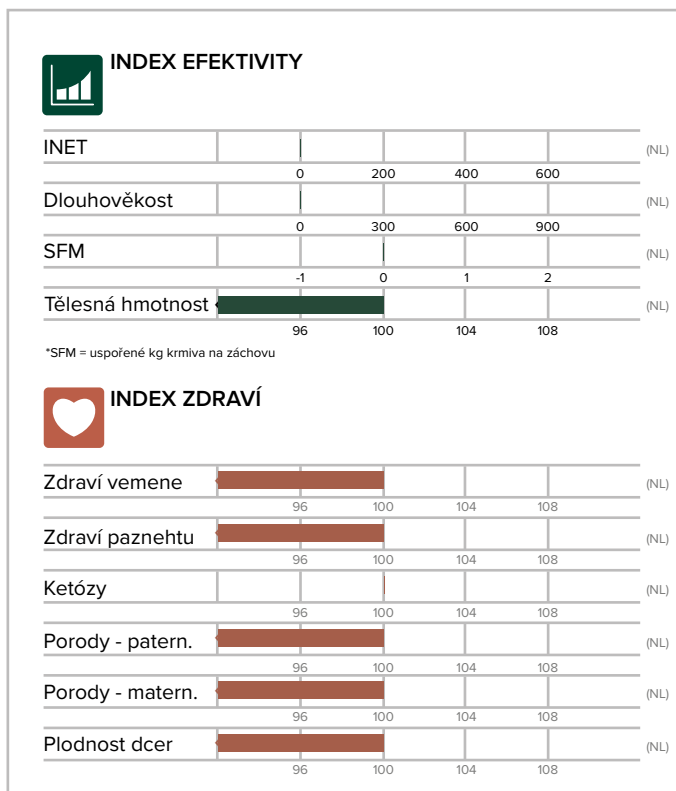 INDEX EFEKTIVITY
INET (NL)
0 200 400 600
Dlouhověkost (NL)
0 300 600 900
SFM (NL)
-1 0 1 2
Tělesná hmotnost (NL)
96 100 104 108
*SFM = uspořené kg krmiva na záchovu
INDEX ZDRAVÍ
Zdraví vemene (NL)
96 100 104 108
Zdraví paznehtu (NL)
96 100 104 108
Ketózy (NL)
96 100 104 108
Porody - patern. (NL)
96 100 104 108
Porody - matern. (NL)
96 100 104 108
Plodnost dcer (NL)
96 100 104 108